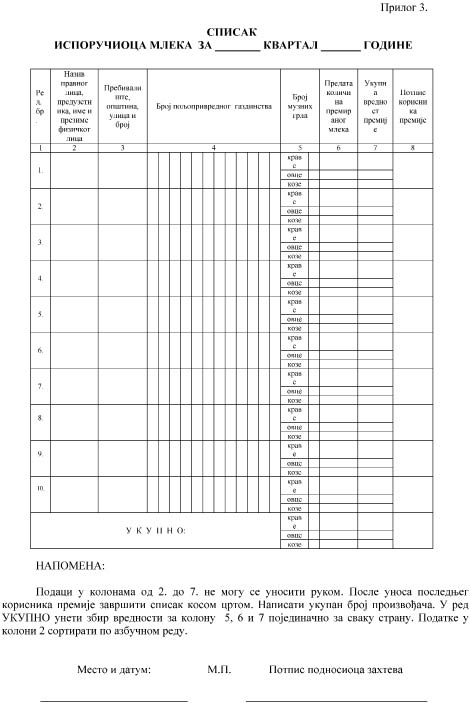 Прилог 3.
СПИСАК
ИСПОРУЧИОЦА МЛЕКА ЗА _______ КВАРТАЛ ______ ГОДИНЕ
Ре
д.
бр
.
Назив
правног
лица,
предузетн
ика, име и
презиме
физичког
лица
Пребивали
ште,
општина,
улица и
број
Број пољопривредног газдинства
Број
музних
грла
Прелата
количи
на
премир
аног
млека
Укупн
а
вредно
ст
премиј
е
Потпис
корисни
ка
премије
1 2 3 4 5 6 7 8
1.
крав
е
овце
козе
2.
крав
е
овце
козе
3.
крав
е
овце
козе
4.
крав
е
овце
козе
5.
крав
е
овце
козе
6.
крав
е
овце
козе
7.
крав
е
овце
козе
8.
крав
е
овце
козе
9.
крав
е
овце
козе
10.
крав
е
овце
козе
У К У П Н О:
крав
е
овце
козе
НАПОМЕНА:
Подаци у колонама од 2. до 7. не могу се уносити руком. После уноса последњег
корисника премије завршити списак косом цртом. Написати укупан број произвођача. У ред
УКУПНО унети збир вредности за колону 5, 6 и 7 појединачно за сваку страну. Податке у
колони 2 сортирати по азбучном реду.
Место и датум: М.П. Потпис подносиоца захтева